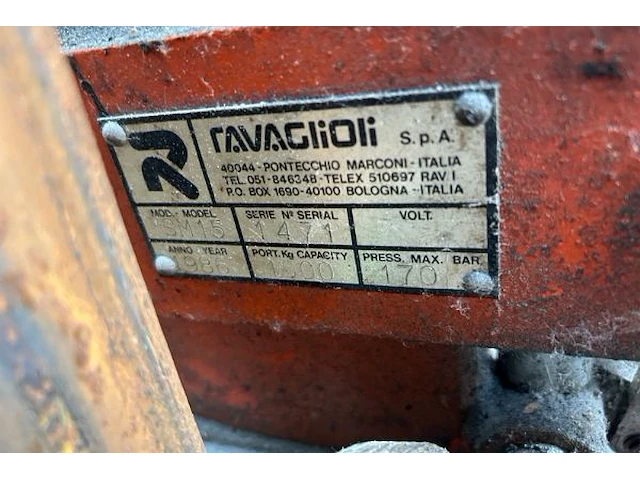 RAVAGLIOLI S.p.A.
40044 - PONTECCHIO MARCONI - ITALIA
TEL. 051-846348 - TELEX 510697 RAV I
P.O. BOX 1690-40100 BOLOGNA - ITALIA
MOD. - MODEL SERIE Nº SERIAL VOLT.
1471
ANNO - YEAR PORT. Kg CAPACITY PRESS. MAX. BAR.
170